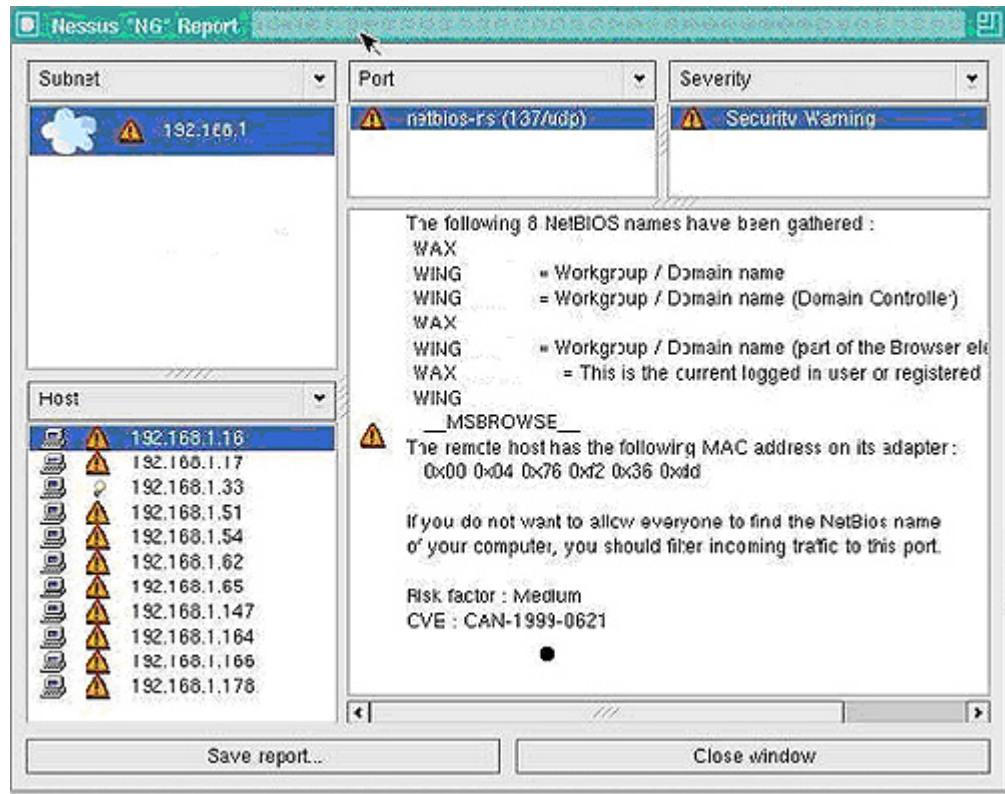 Nessus "NG" Report
Subnet
192.168.1
Port
netbios-ns (137/udp)
Severity
Security Warning
Host
192.168.1.16
192.168.1.17
192.168.1.33
192.168.1.51
192.168.1.54
192.168.1.62
192.168.1.65
192.168.1.147
192.168.1.164
192.168.1.166
192.168.1.178
The following 8 NetBIOS names have been gathered :
WAX
WING = Workgroup / Domain name
WING = Workgroup / Domain name (Domain Controller)
WAX
WING = Workgroup / Domain name (part of the Browser ele
WAX = This is the current logged in user or registered
WING
__MSBROWSE__
The remote host has the following MAC address on its adapter :
0x00 0x04 0x76 0xf2 0x36 0xdd
If you do not want to allow everyone to find the NetBios name
of your computer, you should filter incoming traffic to this port.
Risk factor : Medium
CVE : CAN-1999-0621
Save report...
Close window